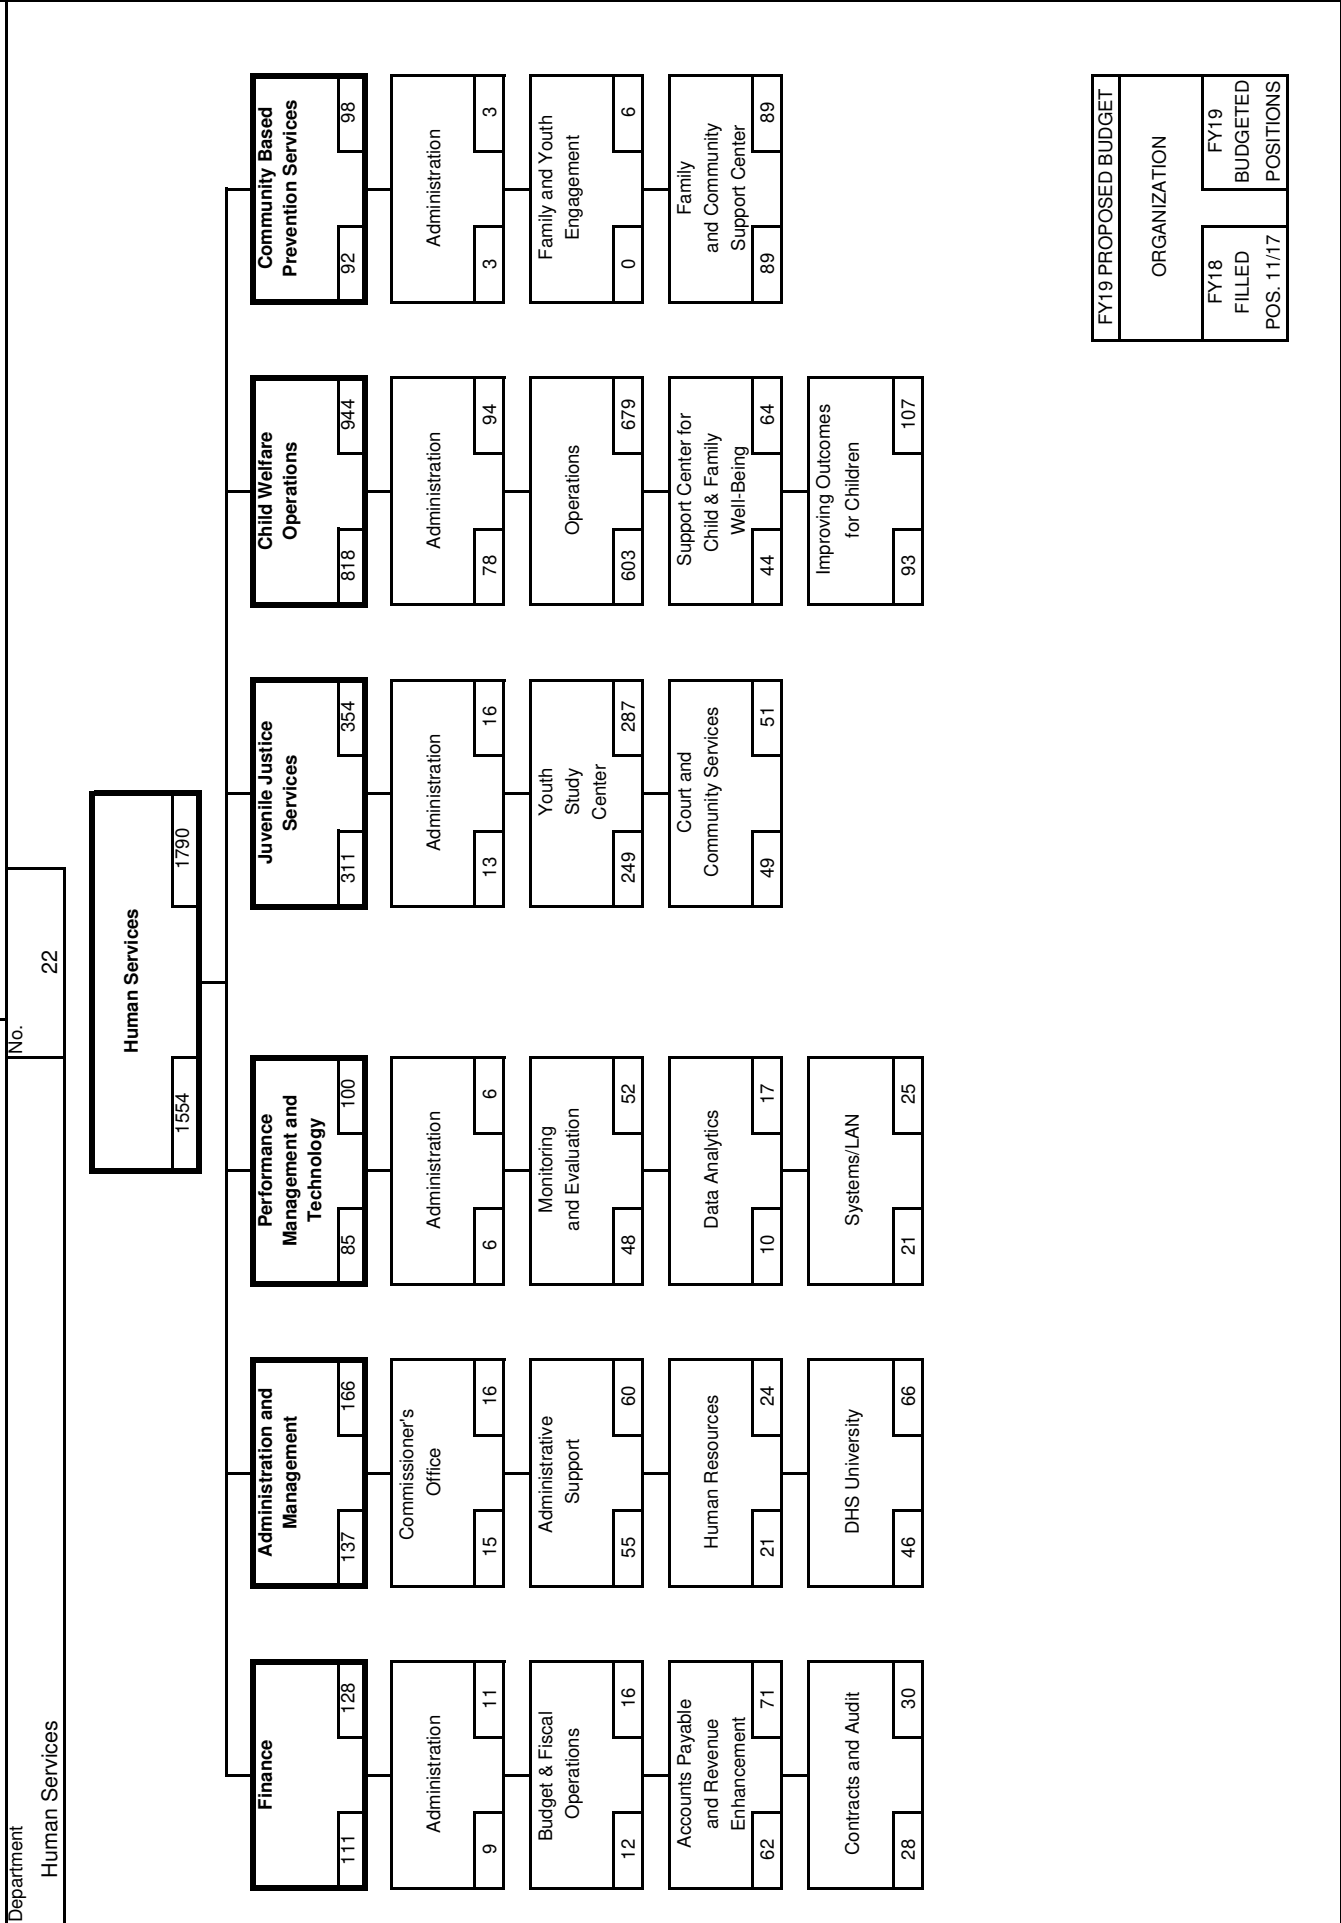 Department
No.
Human Services
22
Human Services
1554
1790
Finance
111
128
Administration
9
11
Budget & Fiscal
Operations
12
16
Accounts Payable
and Revenue
Enhancement
62
71
Contracts and Audit
28
30
Administration and
Management
137
166
Commissioner's
Office
15
16
Administrative
Support
55
60
Human Resources
21
24
DHS University
46
66
Performance
Management and
Technology
85
100
Administration
6
6
Monitoring
and Evaluation
48
52
Data Analytics
10
17
Systems/LAN
21
25
Juvenile Justice
Services
311
354
Administration
13
16
Youth
Study
Center
249
287
Court and
Community Services
49
51
Child Welfare
Operations
818
944
Administration
78
94
Operations
603
679
Support Center for
Child & Family
Well-Being
44
64
Improving Outcomes
for Children
93
107
Community Based
Prevention Services
92
98
Administration
3
3
Family and Youth
Engagement
0
6
Family
and Community
Support Center
89
89
FY19 PROPOSED BUDGET
ORGANIZATION
FY18
FILLED
POS. 11/17
FY19
BUDGETED
POSITIONS